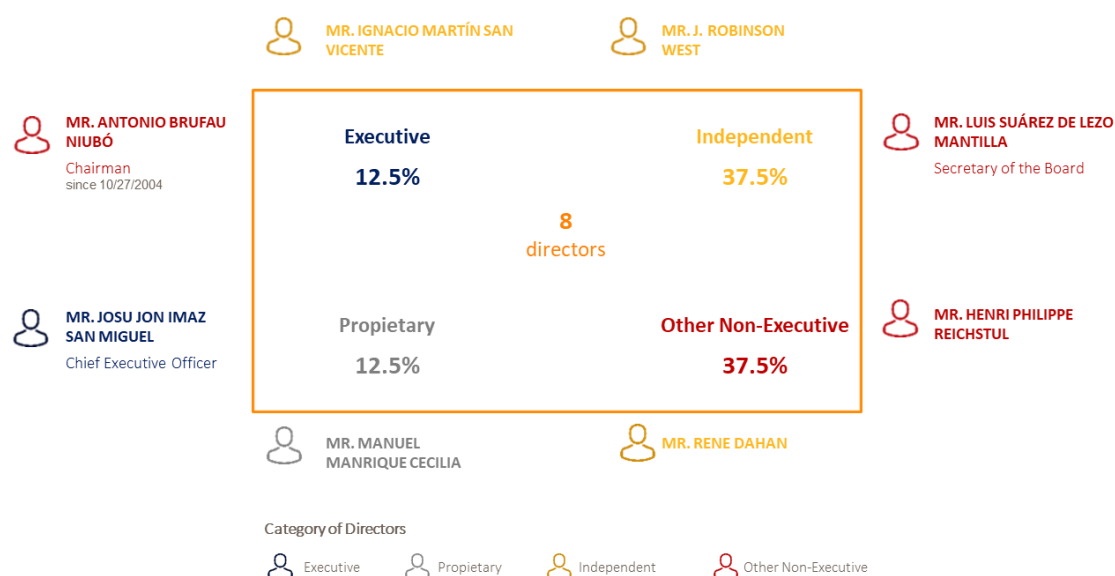 MR. IGNACIO MARTÍN SAN
VICENTE
MR. J. ROBINSON
WEST
MR. ANTONIO BRUFAU
NIUBÓ
Chairman
since 10/27/2004
Executive
12.5%
Independent
37.5%
MR. LUIS SUÁREZ DE LEZO
MANTILLA
Secretary of the Board
8
directors
MR. JOSU JON IMAZ
SAN MIGUEL
Chief Executive Officer
Propietary
12.5%
Other Non-Executive
37.5%
MR. HENRI PHILIPPE
REICHSTUL
MR. MANUEL
MANRIQUE CECILIA
MR. RENE DAHAN
Category of Directors
Executive
Propietary
Independent
Other Non-Executive